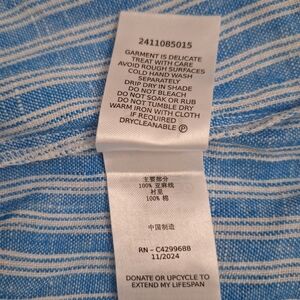 2411085015
GARMENT IS DELICATE
TREAT WITH CARE
AVOID ROUGH SURFACES
COLD HAND WASH
SEPARATELY
DRIP DRY IN SHADE
DO NOT BLEACH
DO NOT SOAK OR RUB
DO NOT TUMBLE DRY
WARM IRON WITH CLOTH
IF REQUIRED
DRYCLEANABLE Ⓟ
主要部分
100% 亚麻线
衬里
100% 棉
中国制造
RN – C4299688
11/2024
DONATE OR UPCYCLE TO
EXTEND MY LIFESPAN